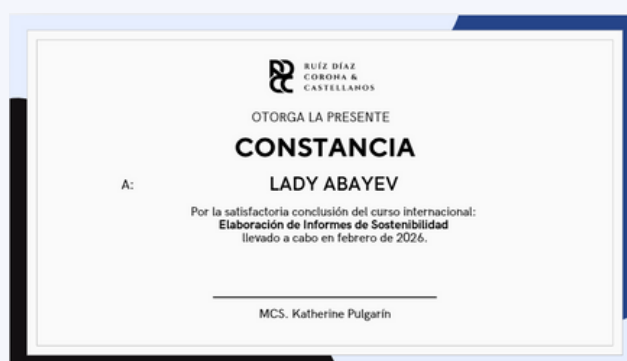 RUÍZ DÍAZ
CORONA &
CASTELLANOS
OTORGA LA PRESENTE
CONSTANCIA
A: LADY ABAYEV
Por la satisfactoria conclusión del curso internacional:
Elaboración de Informes de Sostenibilidad
llevado a cabo en febrero de 2026.
MCS. Katherine Pulgarín